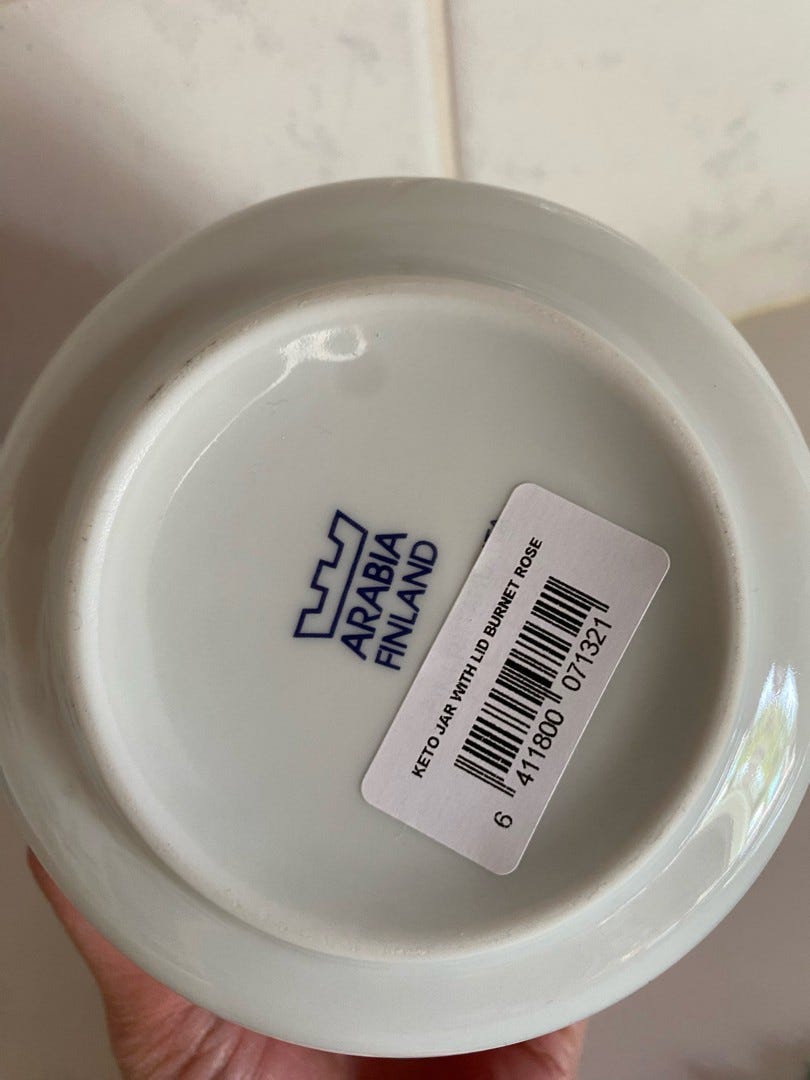 ARABIA
FINLAND
KETO JAR WITH LID BURNET ROSE
6 411800 071321